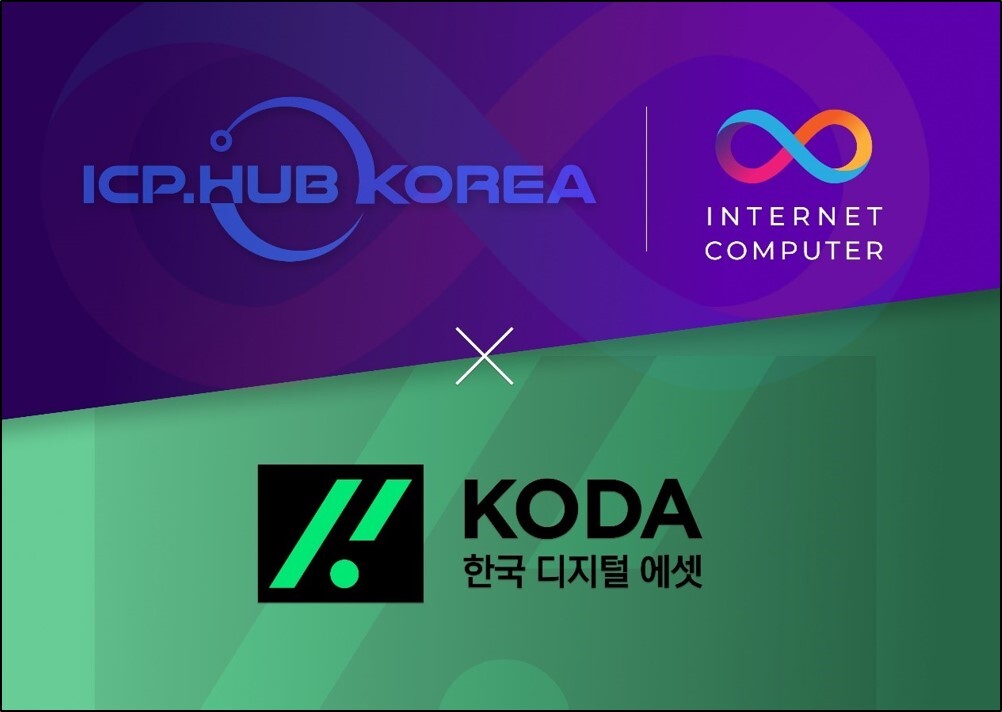 ICP.HUB KOREA
INTERNET
COMPUTER
KODA
한국 디지털 에셋